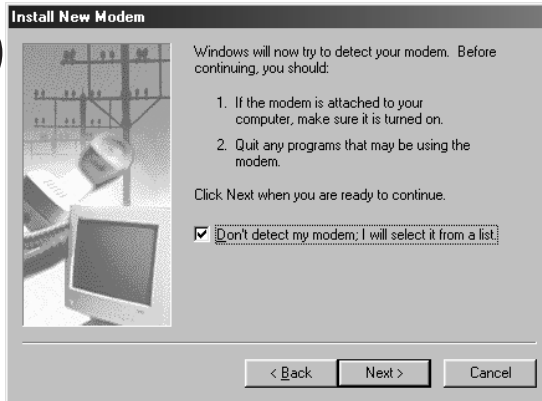 Install New Modem
Windows will now try to detect your modem. Before
continuing, you should:
1. If the modem is attached to your
computer, make sure it is turned on.
2. Quit any programs that may be using the
modem.
Click Next when you are ready to continue.
Don't detect my modem; I will select it from a list.
< Back
Next >
Cancel